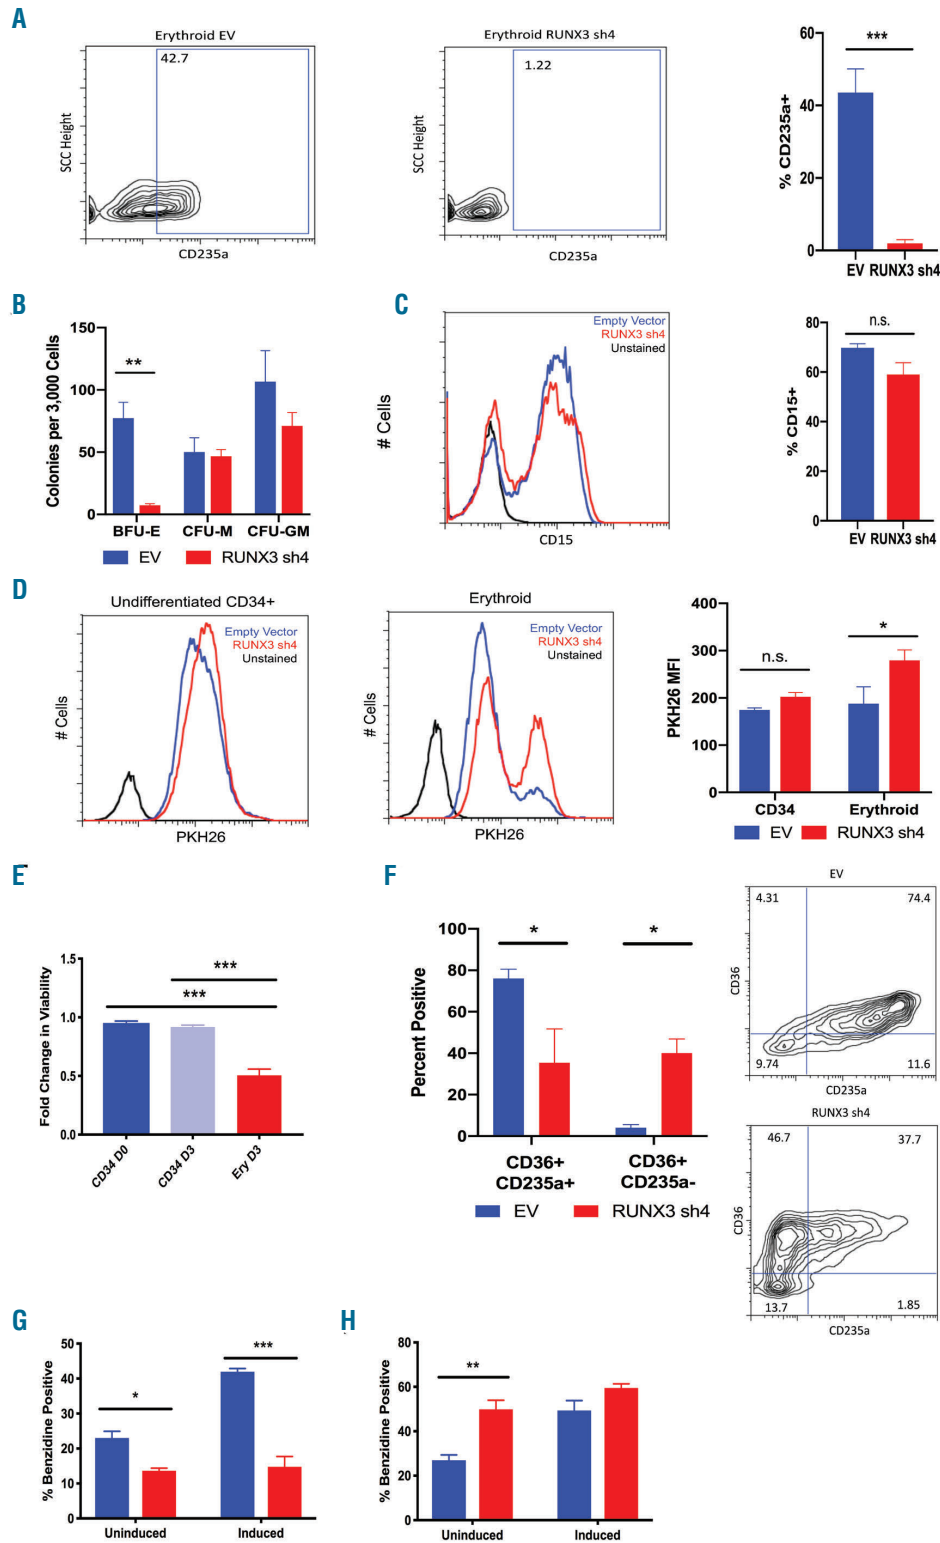 A
Erythroid EV
42.7
SCC Height
CD235a
Erythroid RUNX3 sh4
1.22
SCC Height
CD235a
% CD235a+
60
40
20
0
***
EV RUNX3 sh4
B
Colonies per 3,000 Cells
150
100
50
0
**
BFU-E CFU-M CFU-GM
EV RUNX3 sh4
C
Empty Vector
RUNX3 sh4
Unstained
# Cells
CD15
% CD15+
80
60
40
20
0
n.s.
EV RUNX3 sh4
D
Undifferentiated CD34+
Empty Vector
RUNX3 sh4
Unstained
# Cells
PKH26
Erythroid
Empty Vector
RUNX3 sh4
Unstained
# Cells
PKH26
PKH26 MFI
400
300
200
100
0
n.s.
*
CD34 Erythroid
EV RUNX3 sh4
E
Fold Change in Viability
1.5
1.0
0.5
0.0
***
***
CD34 D0 CD34 D3 Ery D3
F
Percent Positive
100
80
60
40
20
0
* *
CD36+ CD36+
CD235a+ CD235a-
EV RUNX3 sh4
EV
4.31 74.4
CD36
9.74 11.6
CD235a
RUNX3 sh4
46.7 37.7
CD36
13.7 1.85
CD235a
G
% Benzidine Positive
50
40
30
20
10
0
*
***
Uninduced Induced
H
% Benzidine Positive
80
60
40
20
0
**
Uninduced Induced